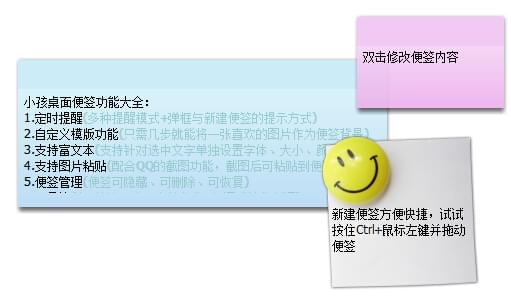 双击修改便签内容
小孩桌面便签功能大全：
1.定时提醒(多种提醒模式+弹框与新建便签的提示方式)
2.自定义模版功能(只需几步就能将一张喜欢的图片作为便签背景)
3.支持富文本(支持针对选中文字单独设置字体、大小、颜
4.支持图片粘贴(配合QQ的截图功能，截图后可粘贴到便
5.便签管理(便签可隐藏、可删除、可恢复)
新建便签方便快捷，试试
按住Ctrl+鼠标左键并拖动
便签